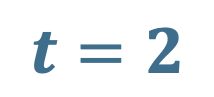 t = 2